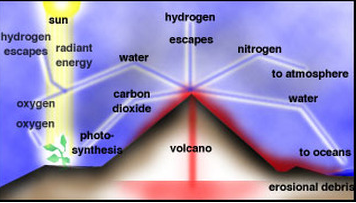 sun
hydrogen
escapes
radiant
energy
oxygen
oxygen
photo-
synthesis
water
carbon
dioxide
hydrogen
escapes
nitrogen
to atmosphere
water
to oceans
volcano
erosional debris